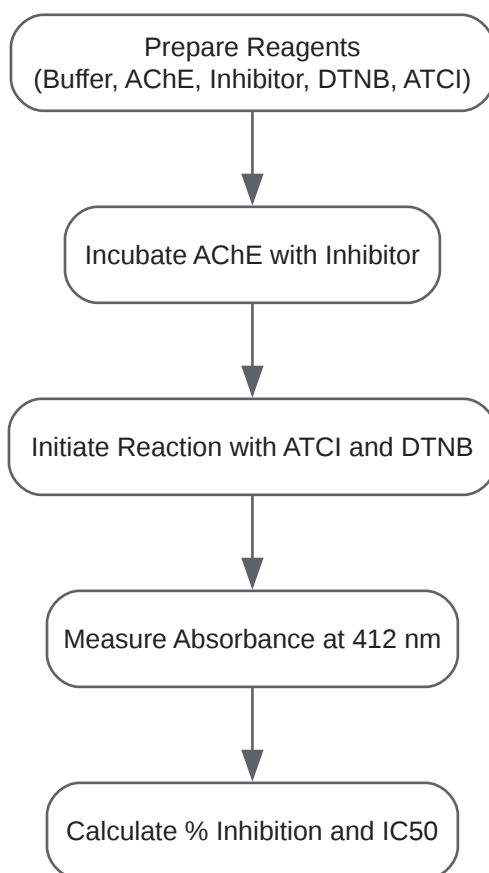 Prepare Reagents
(Buffer, AChE, Inhibitor, DTNB, ATCI)
Incubate AChE with Inhibitor
Initiate Reaction with ATCI and DTNB
Measure Absorbance at 412 nm
Calculate % Inhibition and IC50